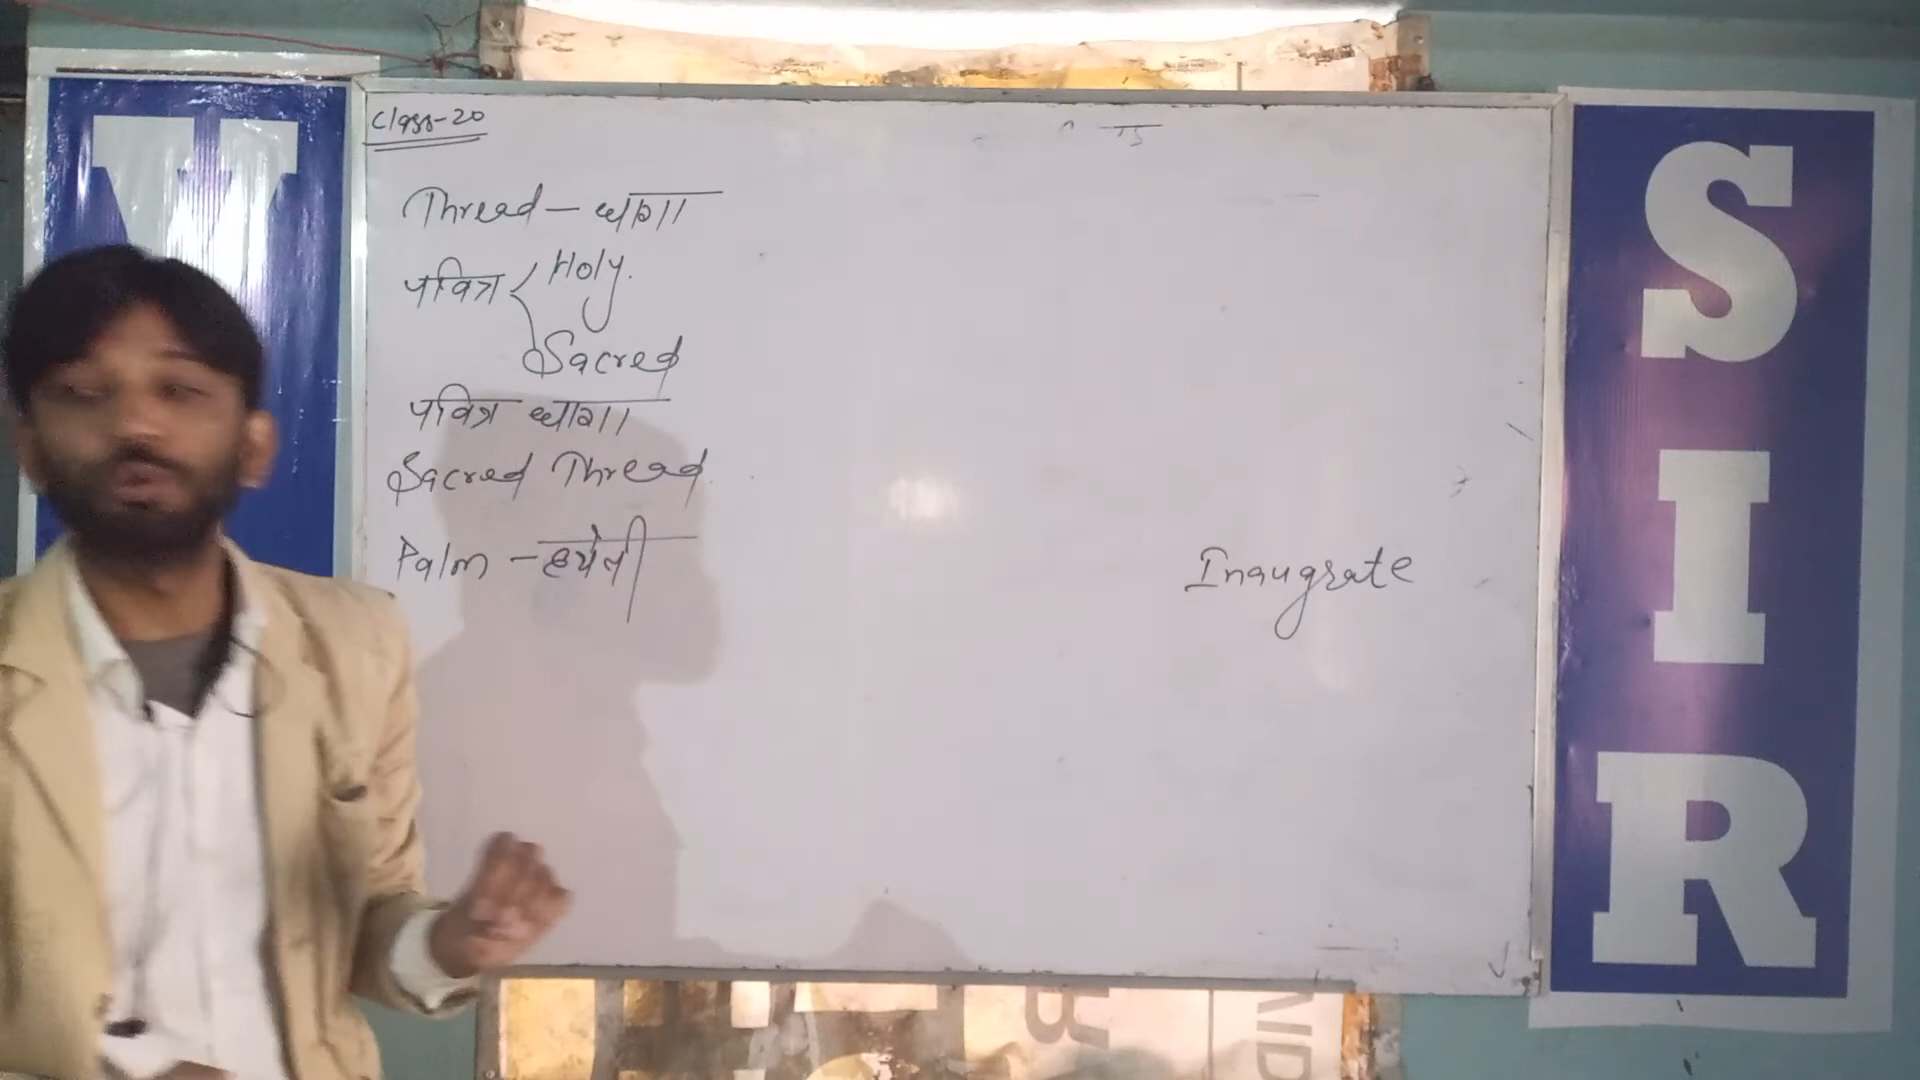 Class-20
Thread - धागा
पवित्र
Holy.
Sacred
पवित्र धागा
Sacred Thread
Palm - हथेली
Inaugrate
S
I
R